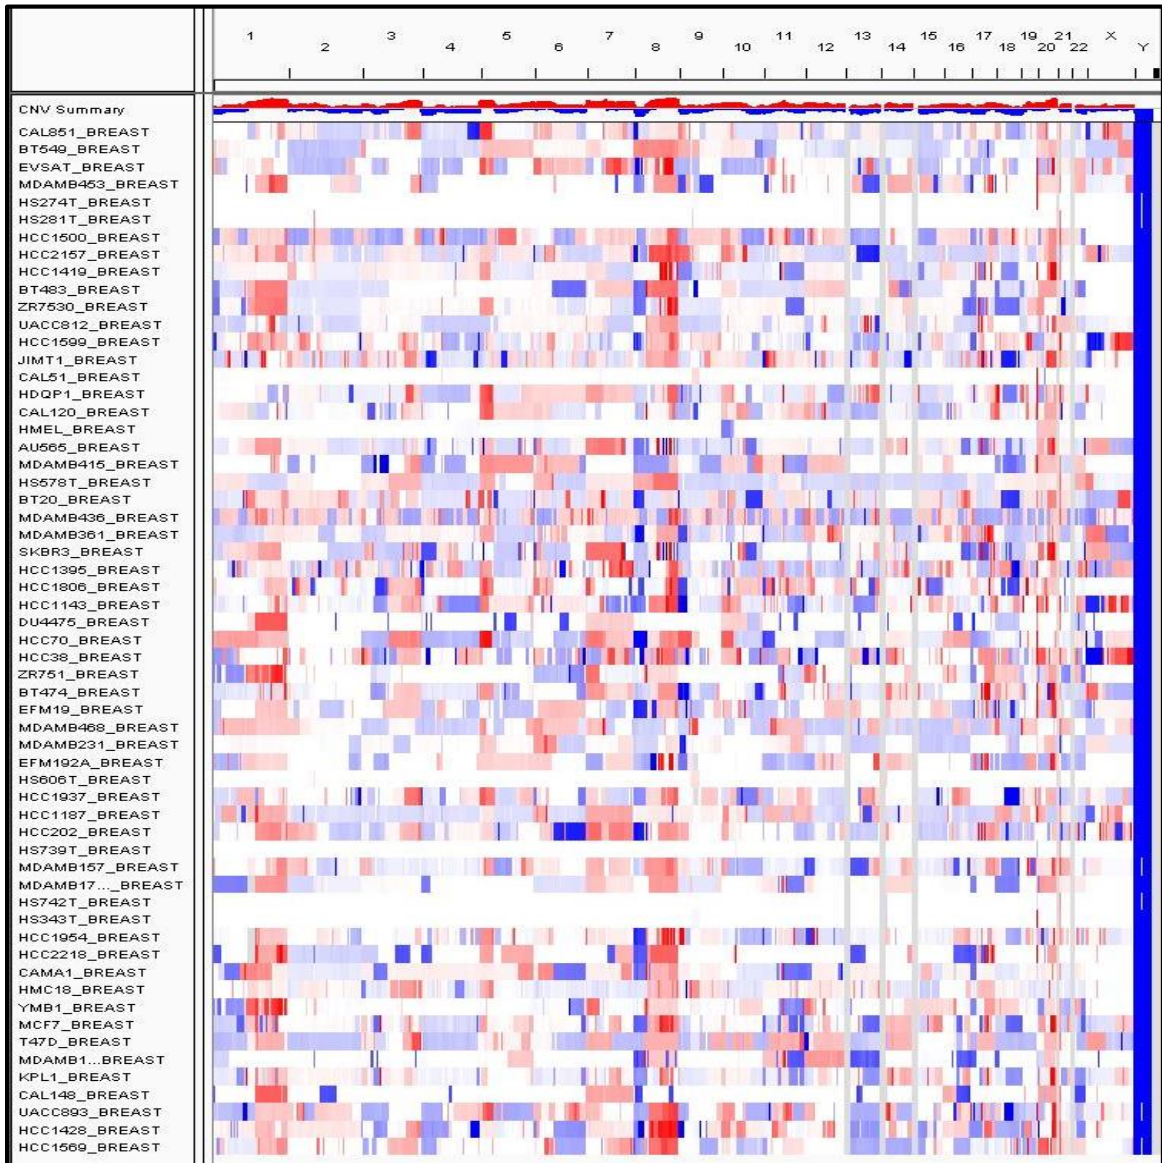 1 2 3 4 5 6 7 8 9 10 11 12 13 14 15 16 17 18 19 20 21 22 X Y
CNV Summary
CAL851_BREAST
BT549_BREAST
EVSAT_BREAST
MDAMB453_BREAST
HS274T_BREAST
HS281T_BREAST
HCC1500_BREAST
HCC2157_BREAST
HCC1419_BREAST
BT483_BREAST
ZR7530_BREAST
UACC812_BREAST
HCC1599_BREAST
JIMT1_BREAST
CAL51_BREAST
HDQP1_BREAST
CAL120_BREAST
HMEL_BREAST
AU565_BREAST
MDAMB415_BREAST
HS578T_BREAST
BT20_BREAST
MDAMB436_BREAST
MDAMB361_BREAST
SKBR3_BREAST
HCC1395_BREAST
HCC1806_BREAST
HCC1143_BREAST
DU4475_BREAST
HCC70_BREAST
HCC38_BREAST
ZR751_BREAST
BT474_BREAST
EFM19_BREAST
MDAMB468_BREAST
MDAMB231_BREAST
EFM192A_BREAST
HS606T_BREAST
HCC1937_BREAST
HCC1187_BREAST
HCC202_BREAST
HS739T_BREAST
MDAMB157_BREAST
MDAMB17..._BREAST
HS742T_BREAST
HS343T_BREAST
HCC1954_BREAST
HCC2218_BREAST
CAMA1_BREAST
HMC18_BREAST
YMB1_BREAST
MCF7_BREAST
T47D_BREAST
MDAMB1..._BREAST
KPL1_BREAST
CAL148_BREAST
UACC893_BREAST
HCC1428_BREAST
HCC1569_BREAST